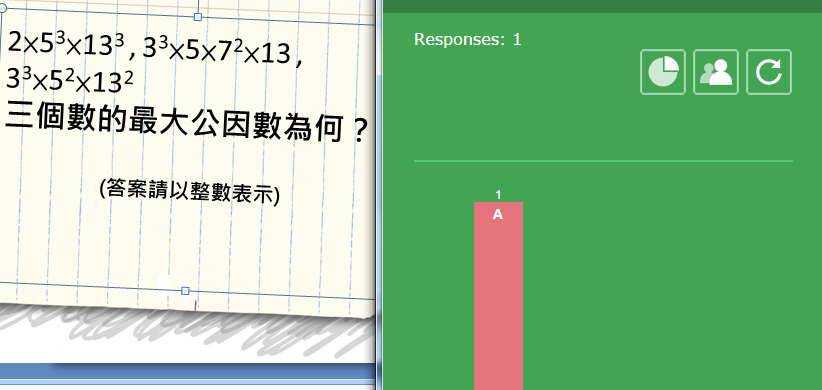 2×5³×13³ , 3³×5×7²×13 ,
3³×5²×13²
三個數的最大公因數為何？
(答案請以整數表示)
Responses: 1
1
A